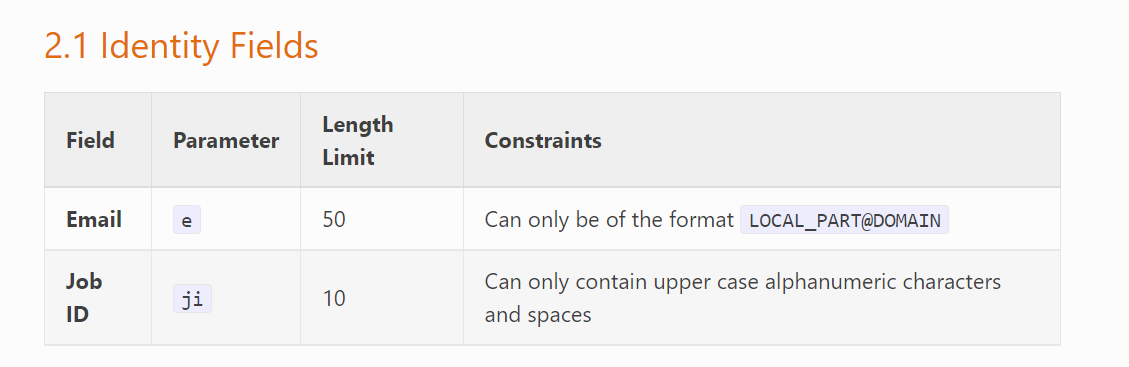 2.1 Identity Fields
Field Parameter Length Limit Constraints
Email e 50 Can only be of the format LOCAL_PART@DOMAIN
Job ID ji 10 Can only contain upper case alphanumeric characters
and spaces